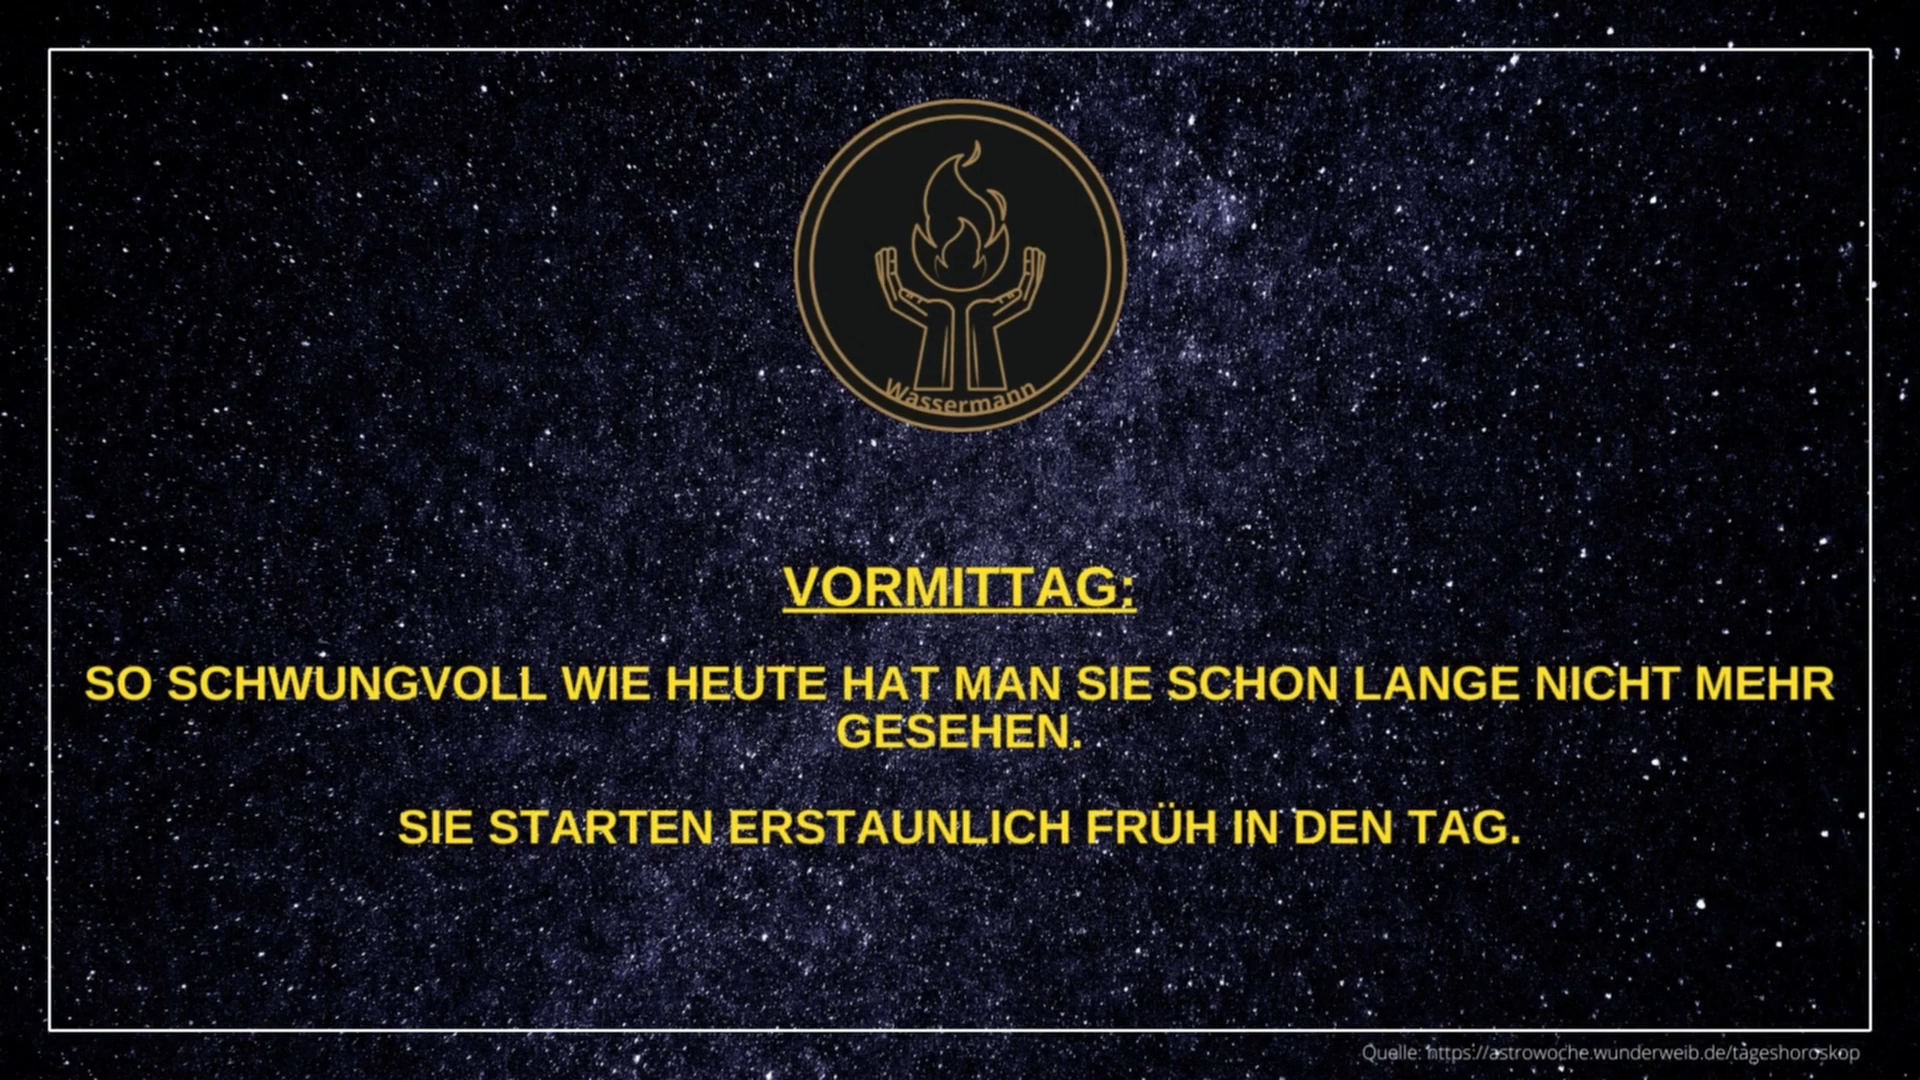 Wassermann
VORMITTAG:
SO SCHWUNGVOLL WIE HEUTE HAT MAN SIE SCHON LANGE NICHT MEHR
GESEHEN.
SIE STARTEN ERSTAUNLICH FRÜH IN DEN TAG.
Quelle: https://astrowoche.wunderweib.de/tageshoroskop